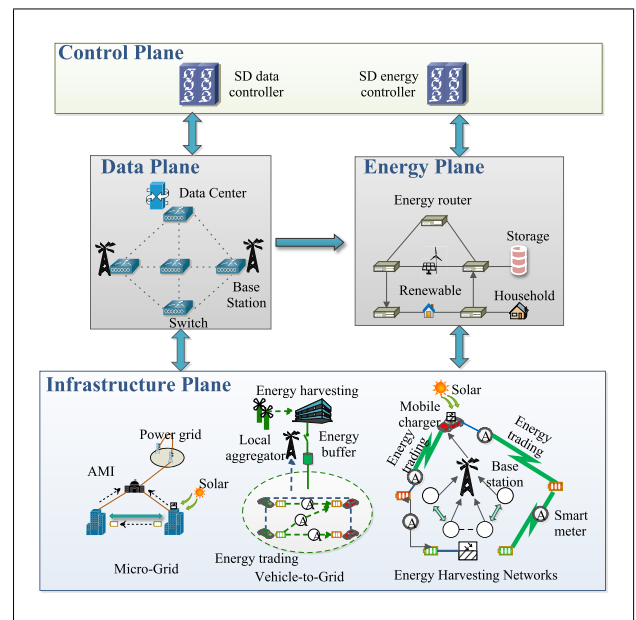 Control Plane
SD data
controller
SD energy
controller
Data Plane
Data Center
Base
Station
Switch
Energy Plane
Energy router
Storage
Renewable
Household
Infrastructure Plane
Power grid
AMI
Solar
Micro-Grid
Energy harvesting
Local
aggregator
Energy
buffer
A
A
A
Energy trading
Vehicle-to-Grid
Solar
Mobile
charger
A
Energy
trading
Energy
trading
A
Base
station
A
A
Smart
meter
Energy Harvesting Networks